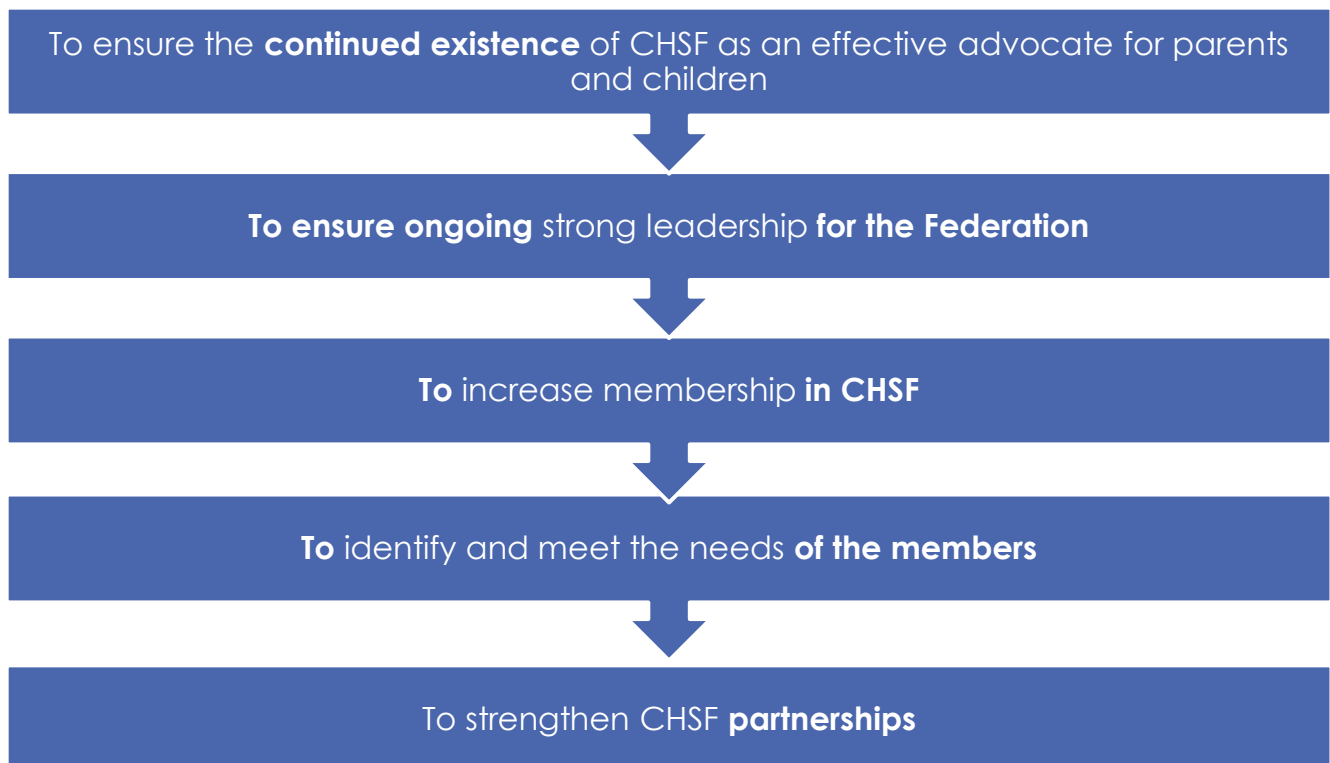 To ensure the continued existence of CHSF as an effective advocate for parents
and children
To ensure ongoing strong leadership for the Federation
To increase membership in CHSF
To identify and meet the needs of the members
To strengthen CHSF partnerships